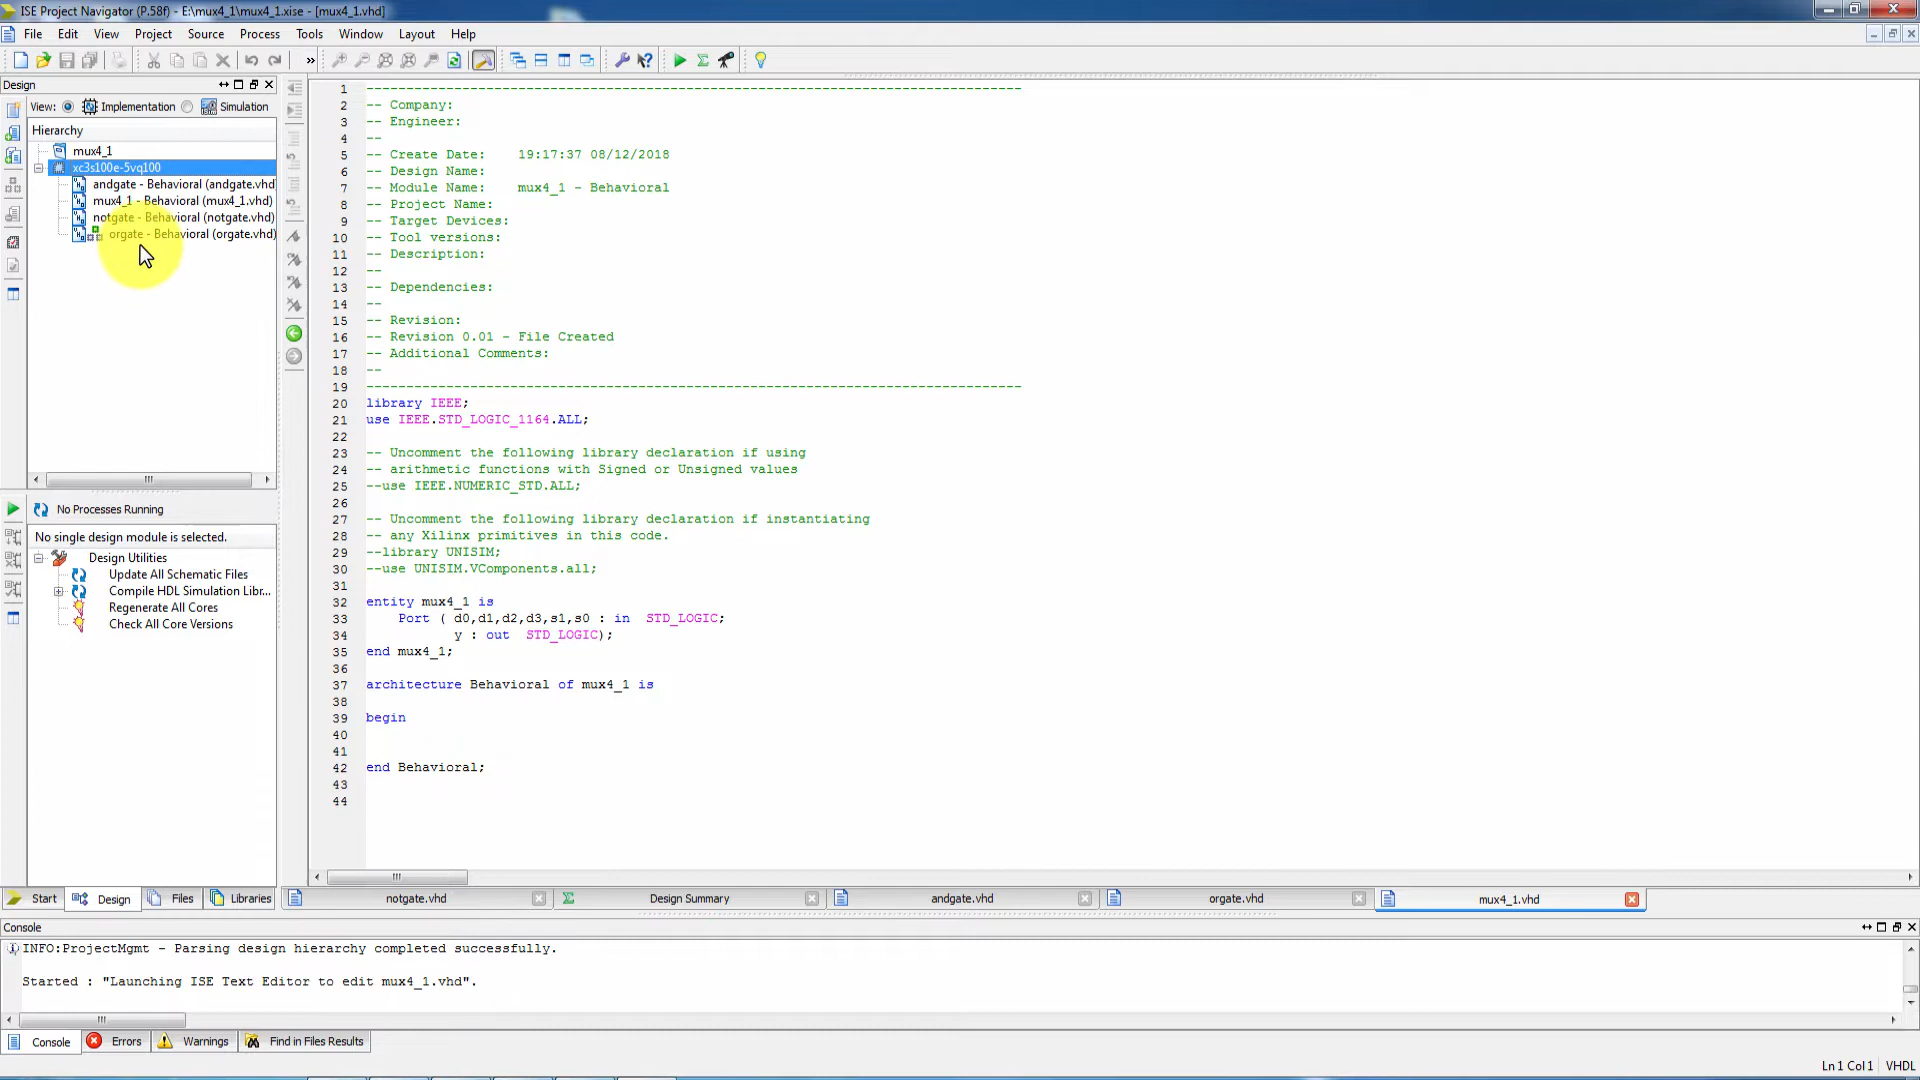 ISE Project Navigator (P.58f) - E:\mux4_1\mux4_1.xise - [mux4_1.vhd]
File Edit View Project Source Process Tools Window Layout Help
»
Design
View: Implementation Simulation
Hierarchy
mux4_1
xc3s100e-5vq100
andgate - Behavioral (andgate.vhd
mux4_1 - Behavioral (mux4_1.vhd)
notgate - Behavioral (notgate.vhd)
orgate - Behavioral (orgate.vhd)
No Processes Running
No single design module is selected.
Design Utilities
Update All Schematic Files
Compile HDL Simulation Libr...
Regenerate All Cores
Check All Core Versions
Start Design Files Libraries
1 --------------------------------------------------------------------------------
2 -- Company:
3 -- Engineer:
4 --
5 -- Create Date: 19:17:37 08/12/2018
6 -- Design Name:
7 -- Module Name: mux4_1 - Behavioral
8 -- Project Name:
9 -- Target Devices:
10 -- Tool versions:
11 -- Description:
12 --
13 -- Dependencies:
14 --
15 -- Revision:
16 -- Revision 0.01 - File Created
17 -- Additional Comments:
18 --
19 --------------------------------------------------------------------------------
20 library IEEE;
21 use IEEE.STD_LOGIC_1164.ALL;
22
23 -- Uncomment the following library declaration if using
24 -- arithmetic functions with Signed or Unsigned values
25 --use IEEE.NUMERIC_STD.ALL;
26
27 -- Uncomment the following library declaration if instantiating
28 -- any Xilinx primitives in this code.
29 --library UNISIM;
30 --use UNISIM.VComponents.all;
31
32 entity mux4_1 is
33 Port ( d0,d1,d2,d3,s1,s0 : in STD_LOGIC;
34 y : out STD_LOGIC);
35 end mux4_1;
36
37 architecture Behavioral of mux4_1 is
38
39 begin
40
41
42 end Behavioral;
43
44
notgate.vhd Design Summary andgate.vhd orgate.vhd mux4_1.vhd
Console
INFO:ProjectMgmt - Parsing design hierarchy completed successfully.
Started : "Launching ISE Text Editor to edit mux4_1.vhd".
Console Errors Warnings Find in Files Results
Ln 1 Col 1 VHDL